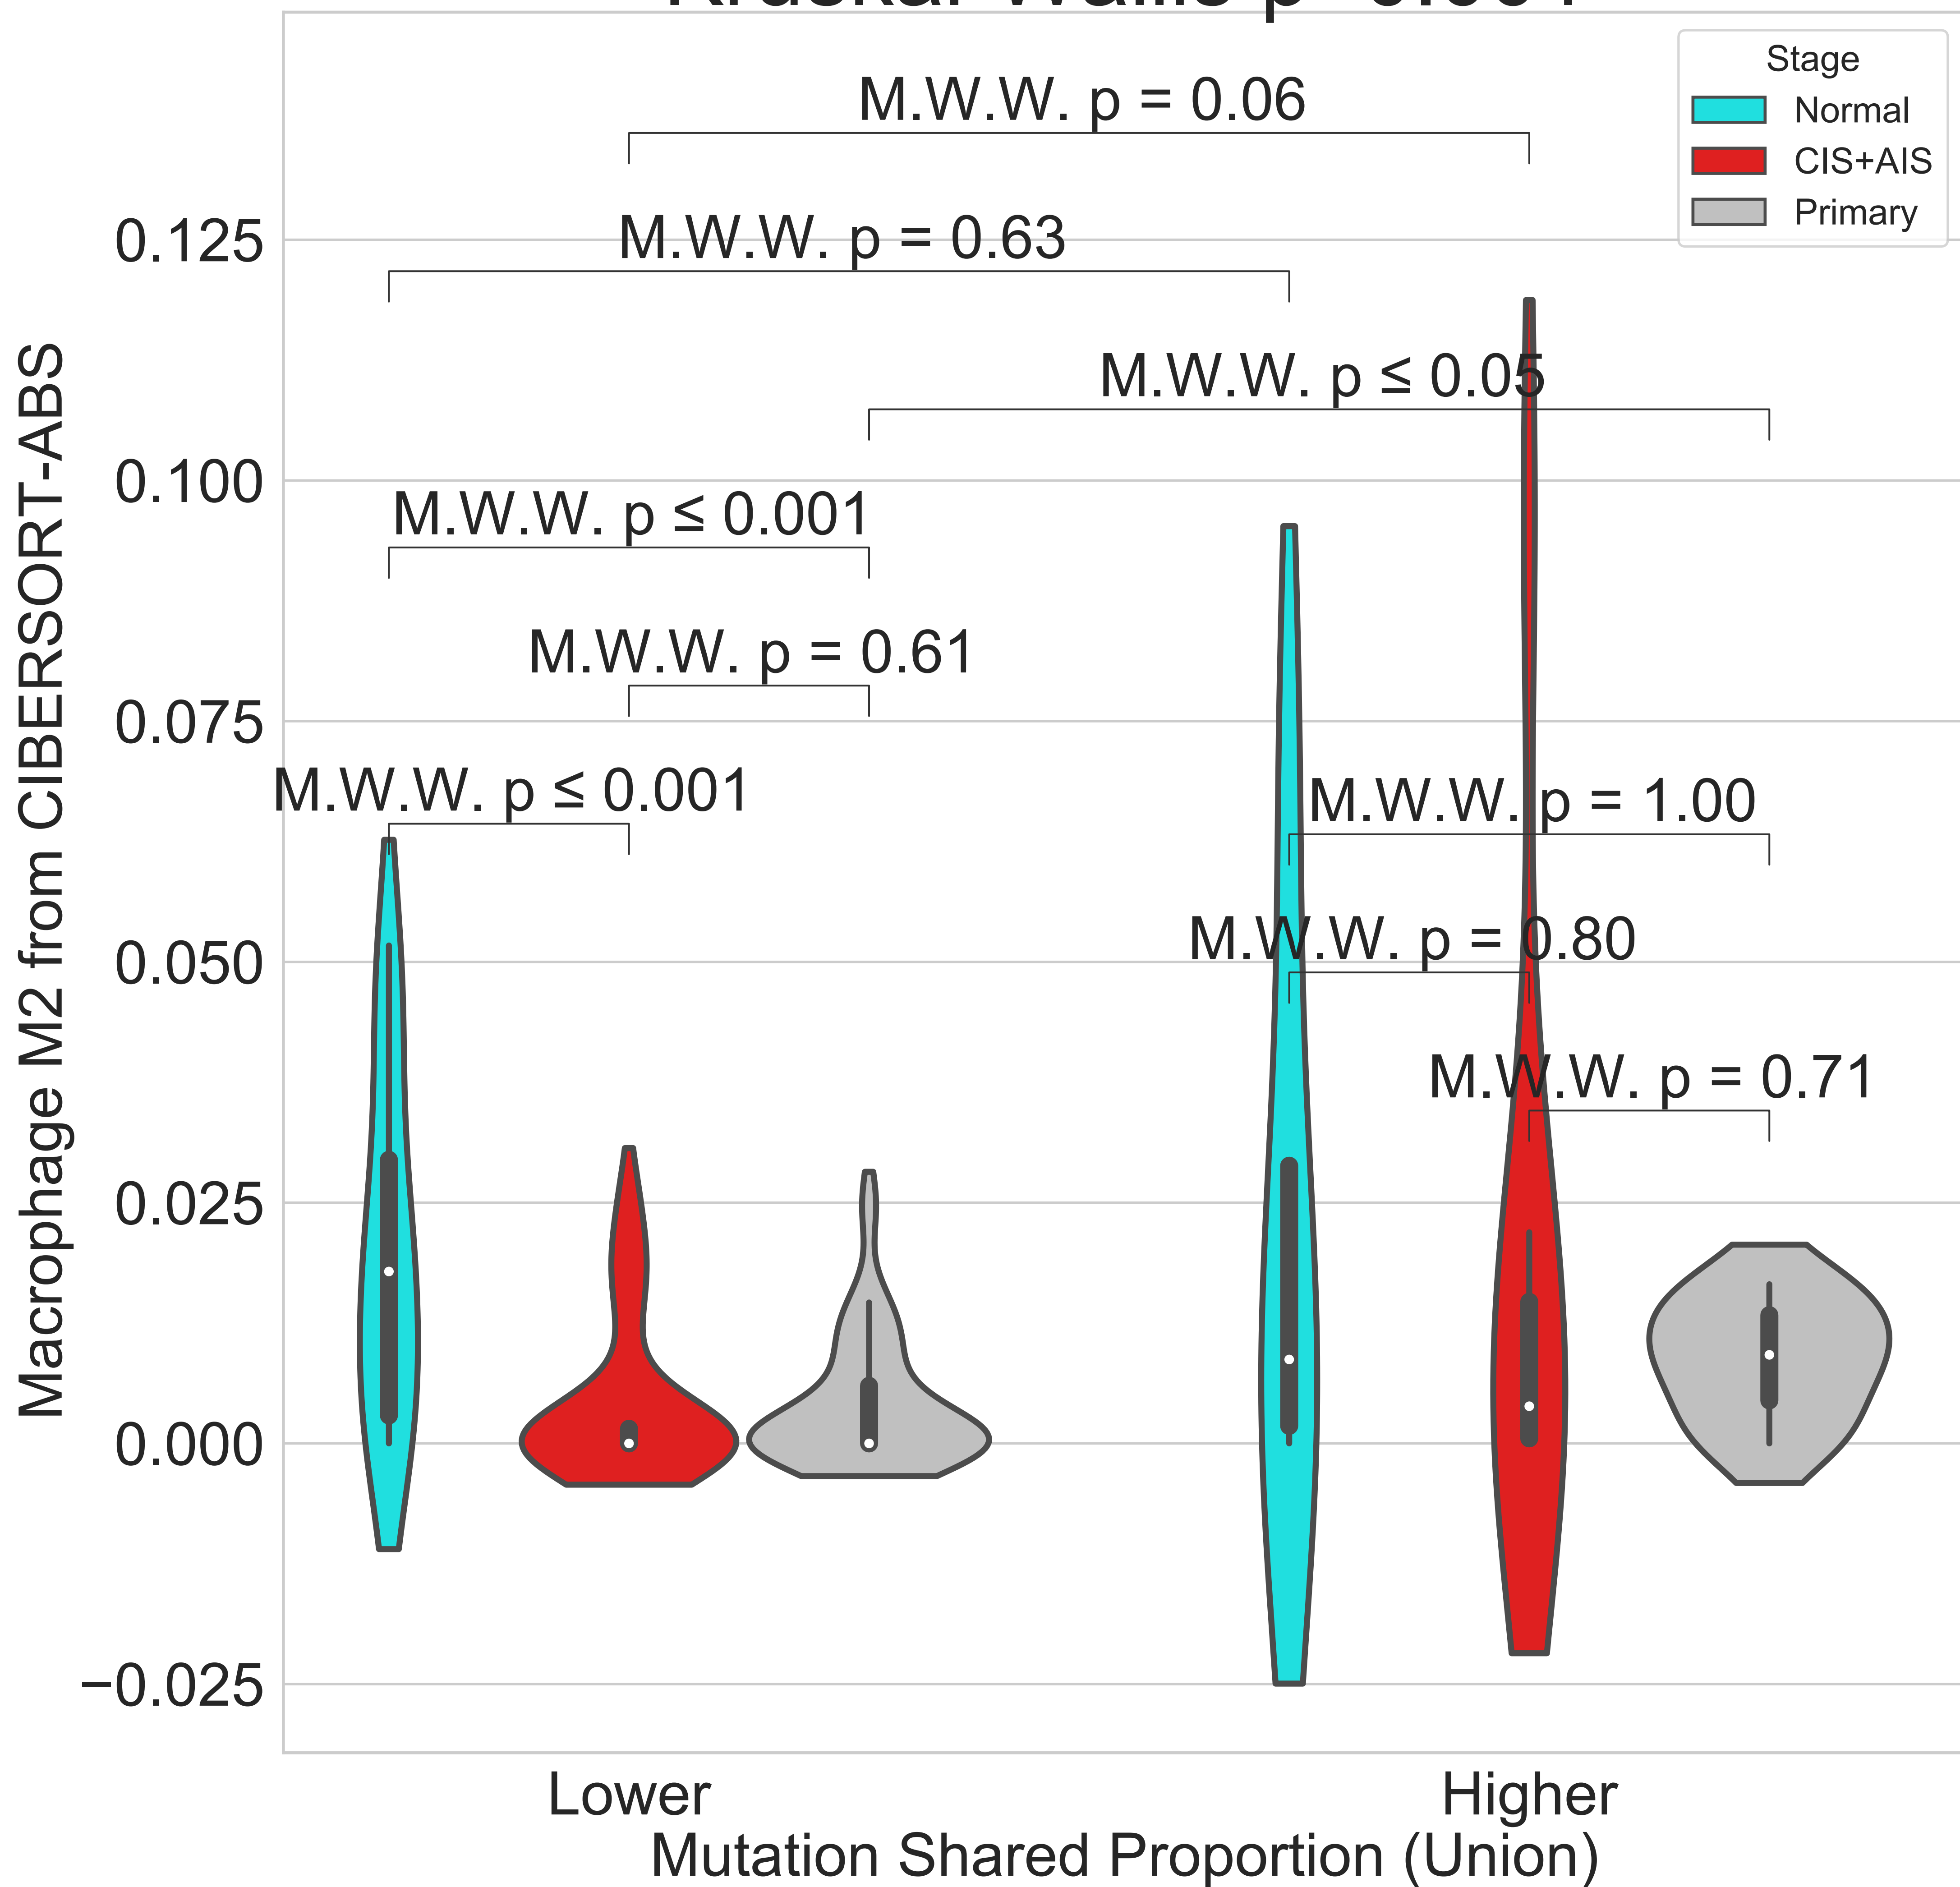 Stage
Normal
CIS+AIS
Primary
M.W.W. p = 0.06
M.W.W. p = 0.63
M.W.W. p ≤ 0.05
M.W.W. p ≤ 0.001
M.W.W. p = 0.61
M.W.W. p ≤ 0.001
M.W.W. p = 1.00
M.W.W. p = 0.80
M.W.W. p = 0.71
0.125
0.100
0.075
0.050
0.025
0.000
−0.025
Macrophage M2 from CIBERSORT-ABS
Lower
Higher
Mutation Shared Proportion (Union)